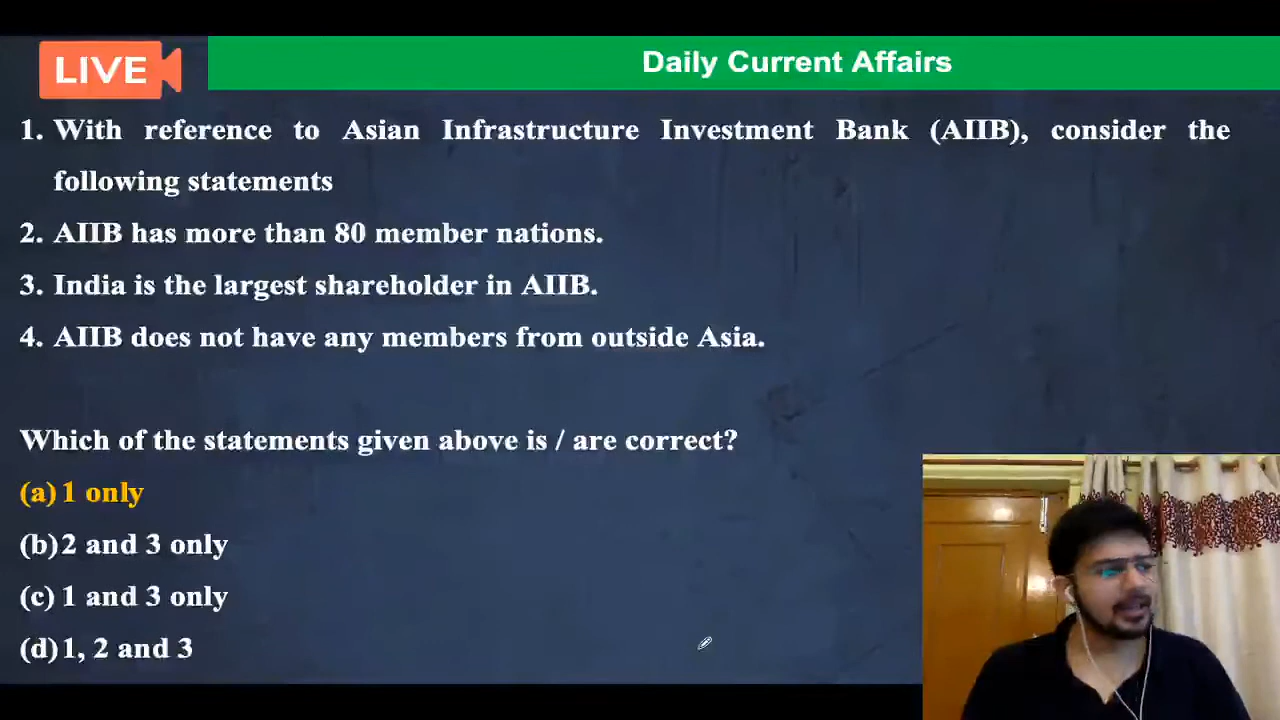 LIVE
Daily Current Affairs
1. With reference to Asian Infrastructure Investment Bank (AIIB), consider the
following statements
2. AIIB has more than 80 member nations.
3. India is the largest shareholder in AIIB.
4. AIIB does not have any members from outside Asia.
Which of the statements given above is / are correct?
(a) 1 only
(b) 2 and 3 only
(c) 1 and 3 only
(d) 1, 2 and 3